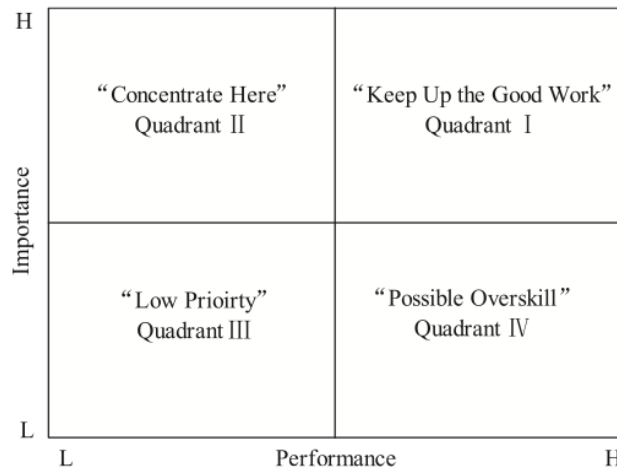 H
“Concentrate Here”
Quadrant Ⅱ
“Keep Up the Good Work”
Quadrant Ⅰ
Importance
“Low Prioirty”
Quadrant Ⅲ
“Possible Overskill”
Quadrant Ⅳ
L
L
Performance
H